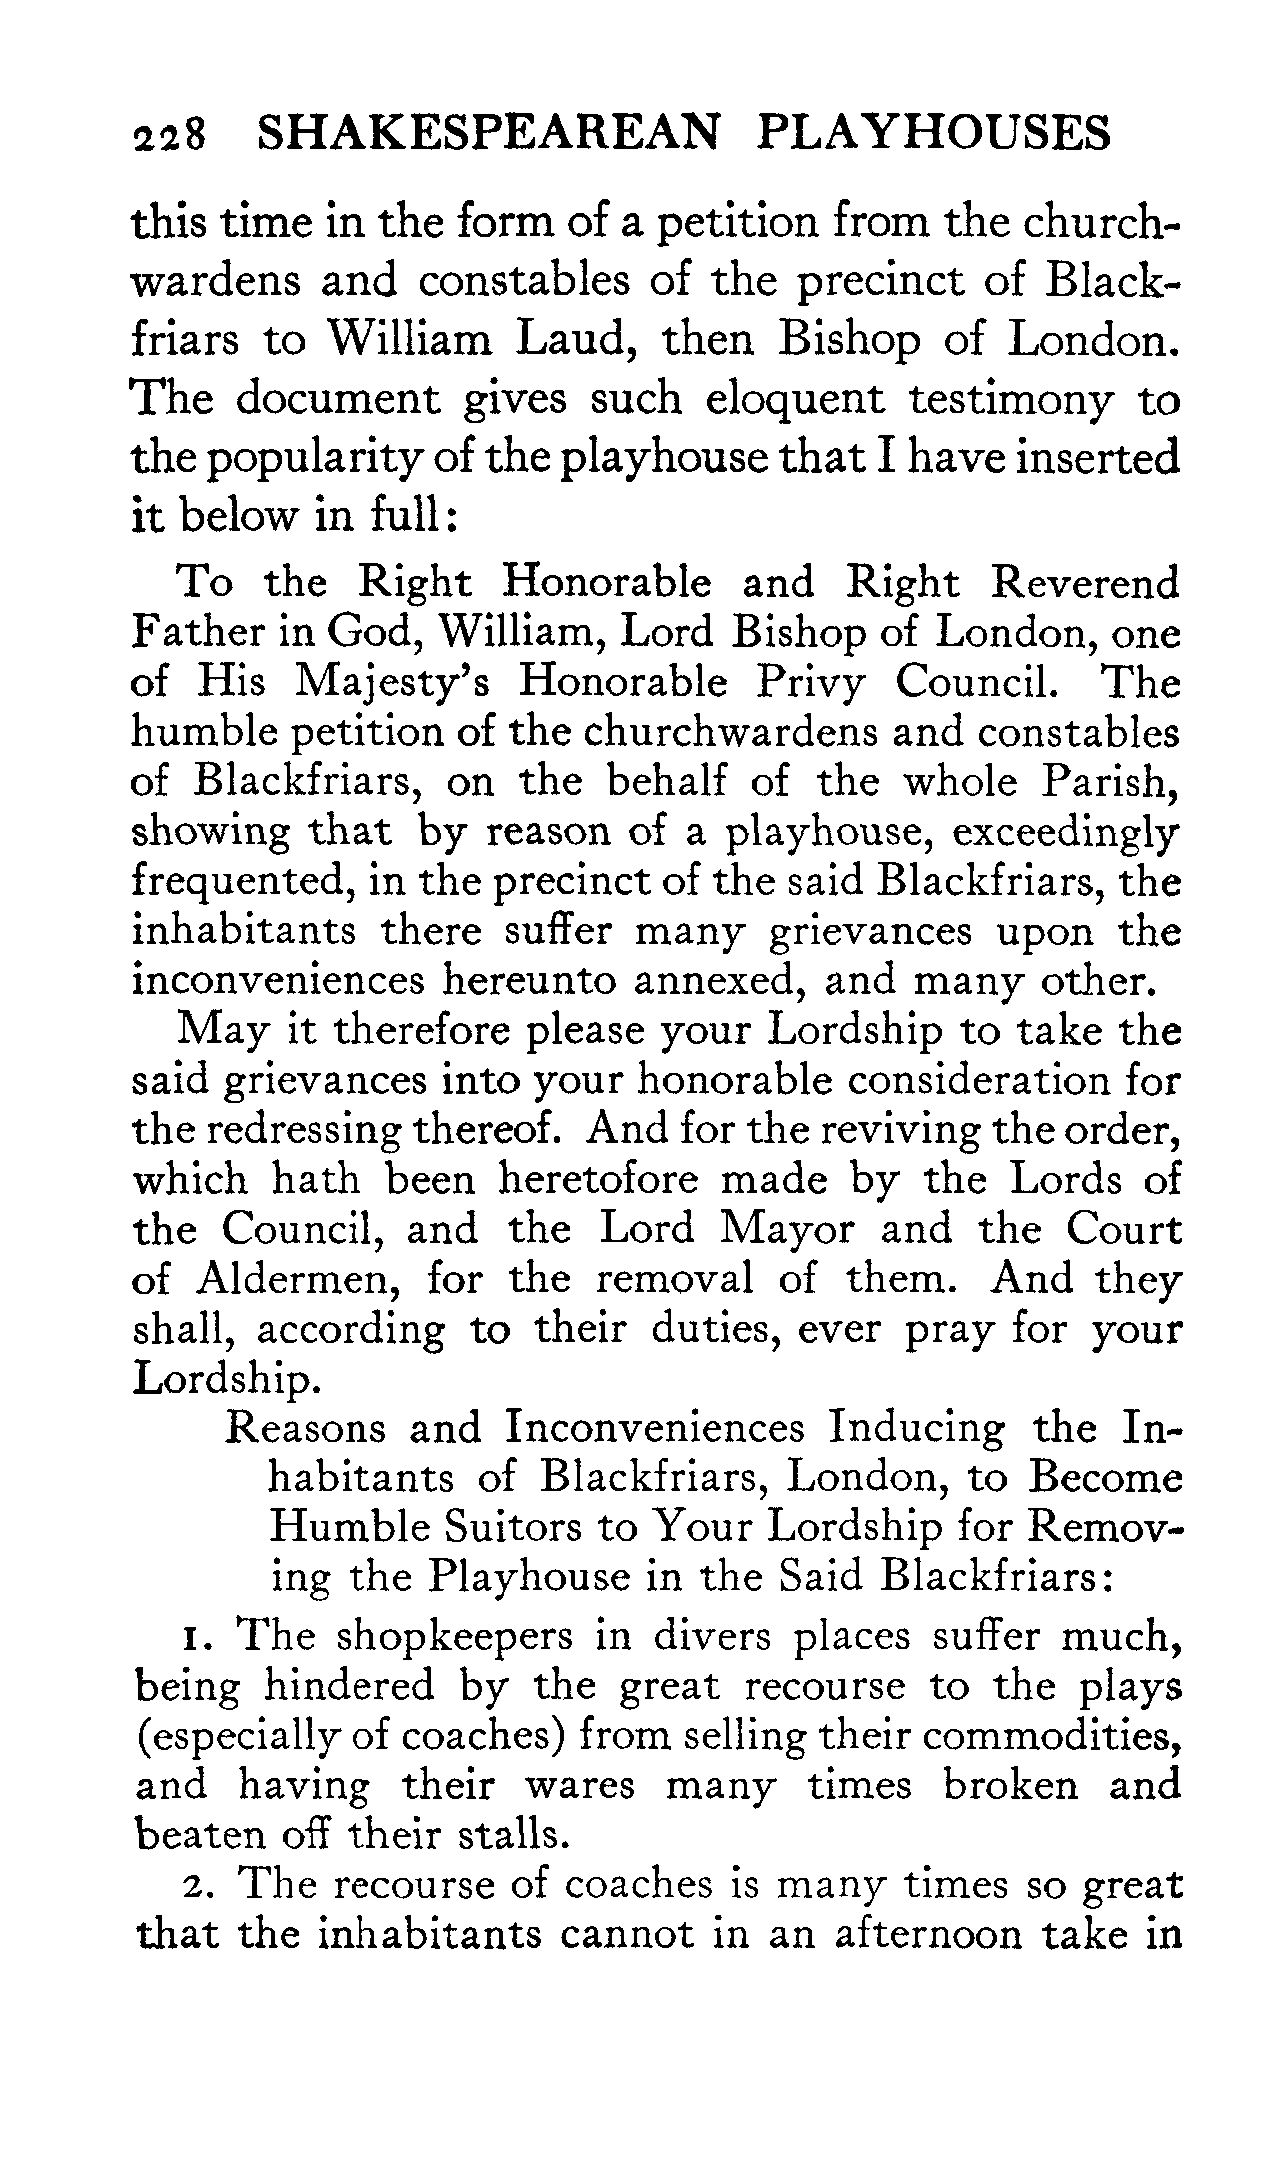 228 SHAKESPEAREAN PLAYHOUSES
this time in the form of a petition from the church-
wardens and constables of the precinct of Black-
friars to William Laud, then Bishop of London.
The document gives such eloquent testimony to
the popularity of the playhouse that I have inserted
it below in full:
To the Right Honorable and Right Reverend
Father in God, William, Lord Bishop of London, one
of His Majesty's Honorable Privy Council. The
humble petition of the churchwardens and constables
of Blackfriars, on the behalf of the whole Parish,
showing that by reason of a playhouse, exceedingly
frequented, in the precinct of the said Blackfriars, the
inhabitants there suffer many grievances upon the
inconveniences hereunto annexed, and many other.
May it therefore please your Lordship to take the
said grievances into your honorable consideration for
the redressing thereof. And for the reviving the order,
which hath been heretofore made by the Lords of
the Council, and the Lord Mayor and the Court
of Aldermen, for the removal of them. And they
shall, according to their duties, ever pray for your
Lordship.
Reasons and Inconveniences Inducing the In-
habitants of Blackfriars, London, to Become
Humble Suitors to Your Lordship for Remov-
ing the Playhouse in the Said Blackfriars:
1. The shopkeepers in divers places suffer much,
being hindered by the great recourse to the plays
(especially of coaches) from selling their commodities,
and having their wares many times broken and
beaten off their stalls.
2. The recourse of coaches is many times so great
that the inhabitants cannot in an afternoon take in